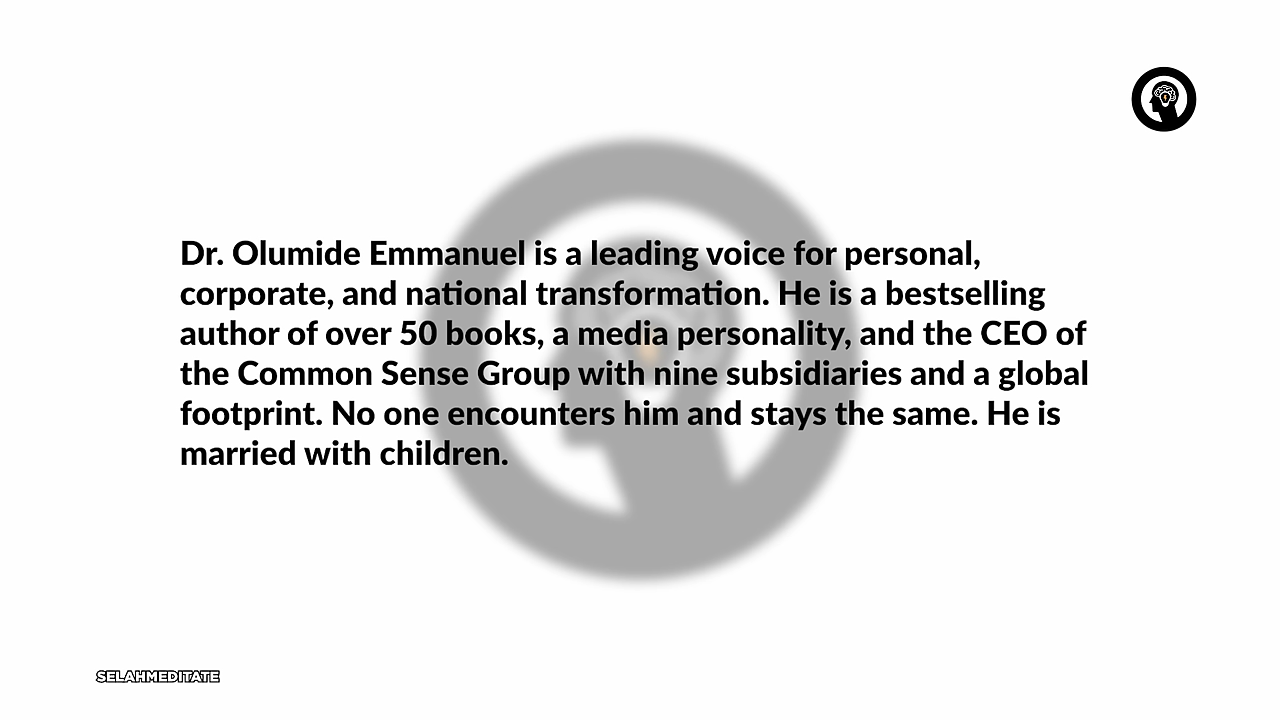 Dr. Olumide Emmanuel is a leading voice for personal,
corporate, and national transformation. He is a bestselling
author of over 50 books, a media personality, and the CEO of
the Common Sense Group with nine subsidiaries and a global
footprint. No one encounters him and stays the same. He is
married with children.
SELAHMEDITATE